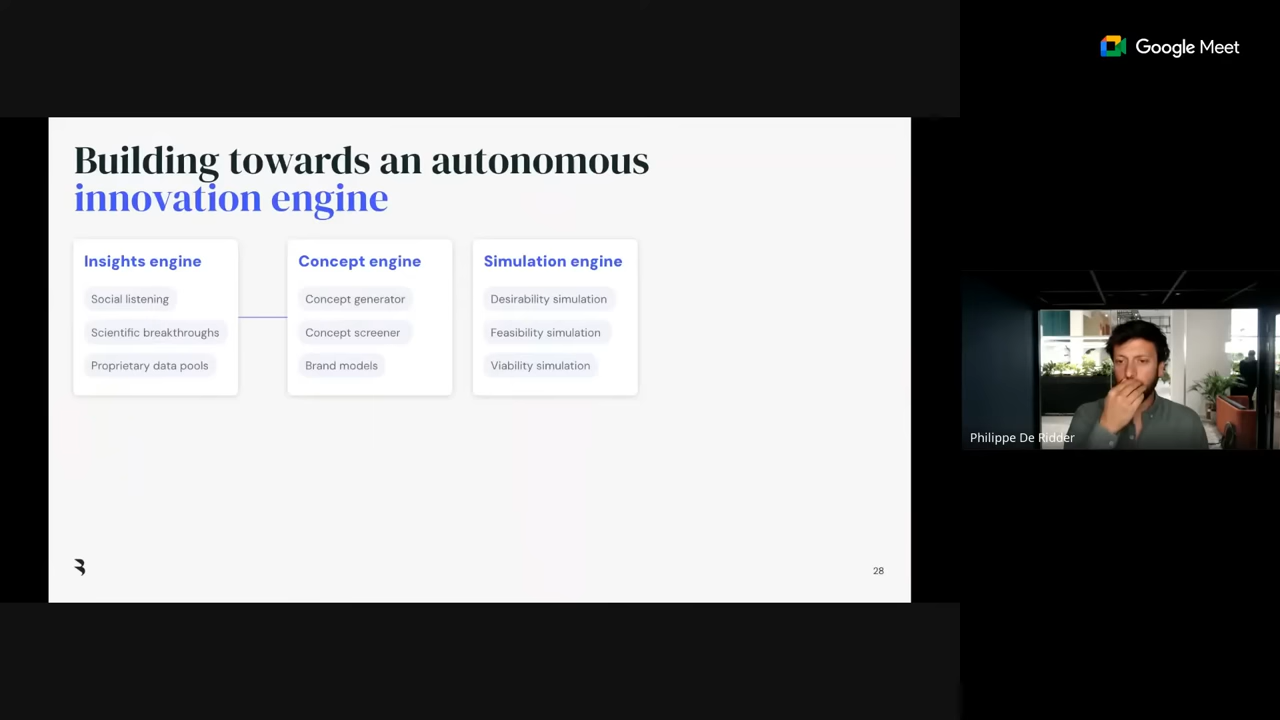 Google Meet
Building towards an autonomous
innovation engine
Insights engine
Social listening
Scientific breakthroughs
Proprietary data pools
Concept engine
Concept generator
Concept screener
Brand models
Simulation engine
Desirability simulation
Feasibility simulation
Viability simulation
28
Philippe De Ridder